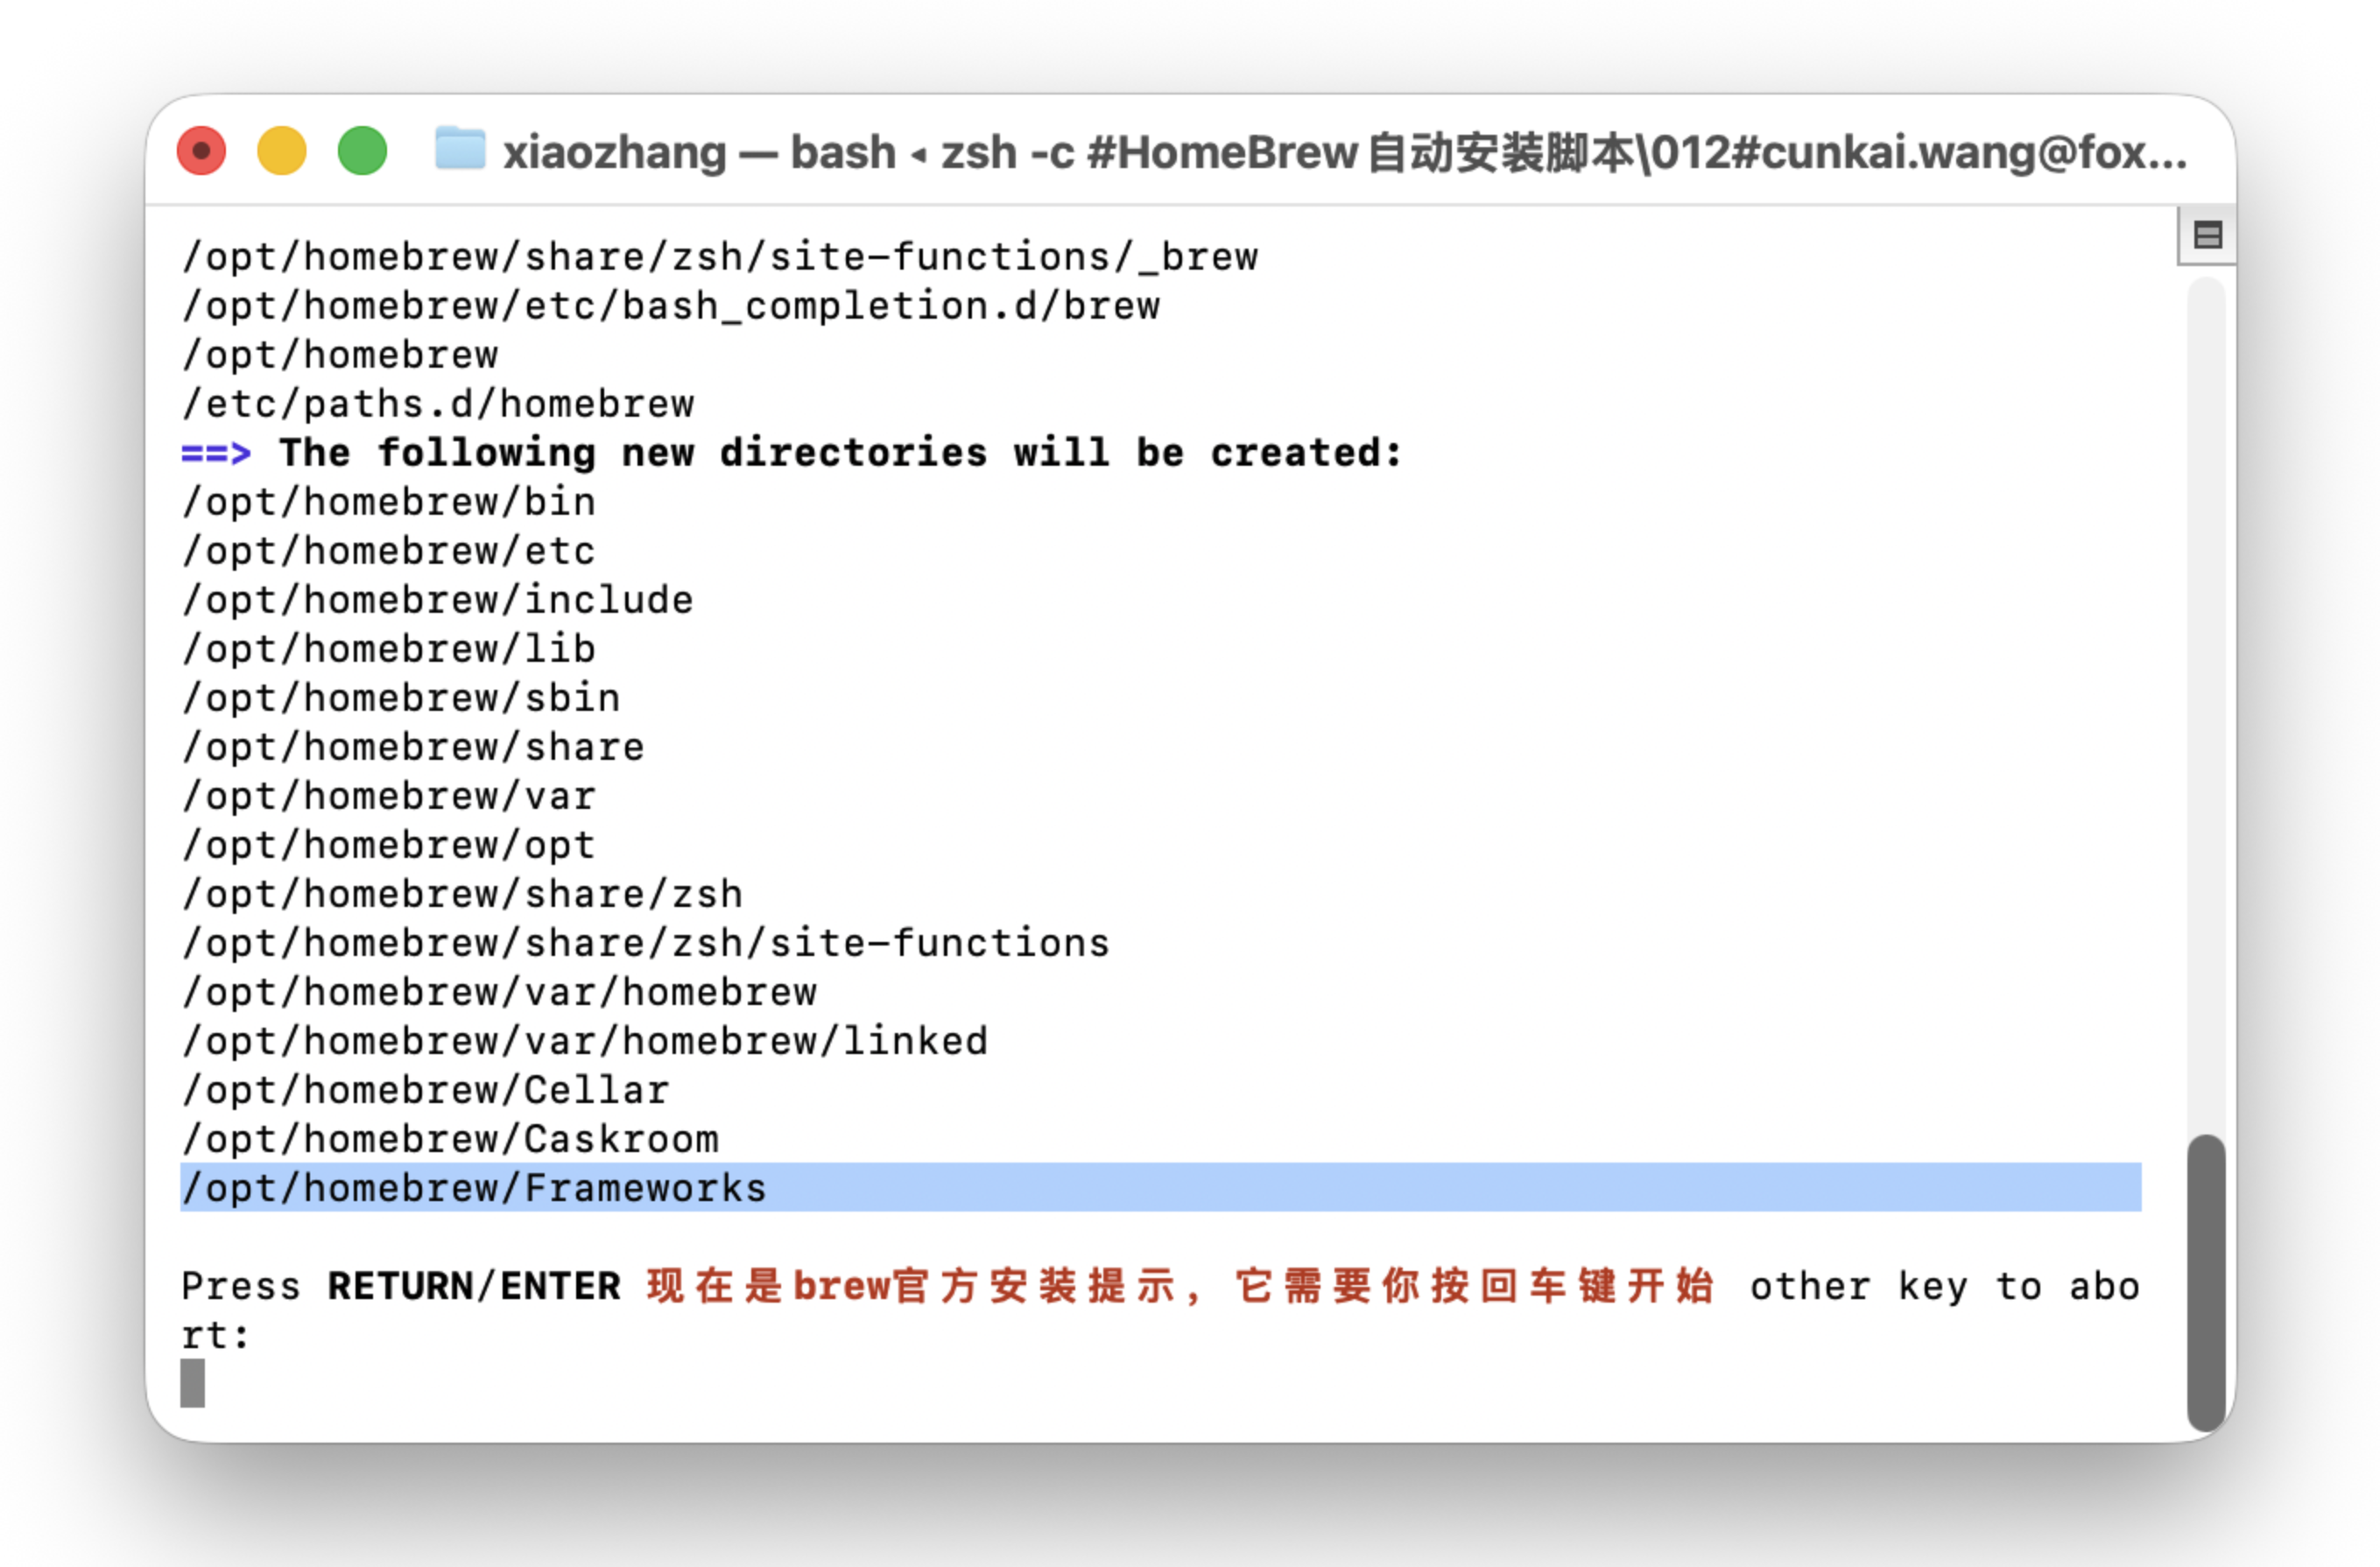 xiaozhang — bash ◂ zsh -c #HomeBrew自动安装脚本\012#cunkai.wang@fox...
/opt/homebrew/share/zsh/site-functions/_brew
/opt/homebrew/etc/bash_completion.d/brew
/opt/homebrew
/etc/paths.d/homebrew
==> The following new directories will be created:
/opt/homebrew/bin
/opt/homebrew/etc
/opt/homebrew/include
/opt/homebrew/lib
/opt/homebrew/sbin
/opt/homebrew/share
/opt/homebrew/var
/opt/homebrew/opt
/opt/homebrew/share/zsh
/opt/homebrew/share/zsh/site-functions
/opt/homebrew/var/homebrew
/opt/homebrew/var/homebrew/linked
/opt/homebrew/Cellar
/opt/homebrew/Caskroom
/opt/homebrew/Frameworks
Press RETURN/ENTER 现在是brew官方安装提示，它需要你按回车键开始 other key to abo
rt: